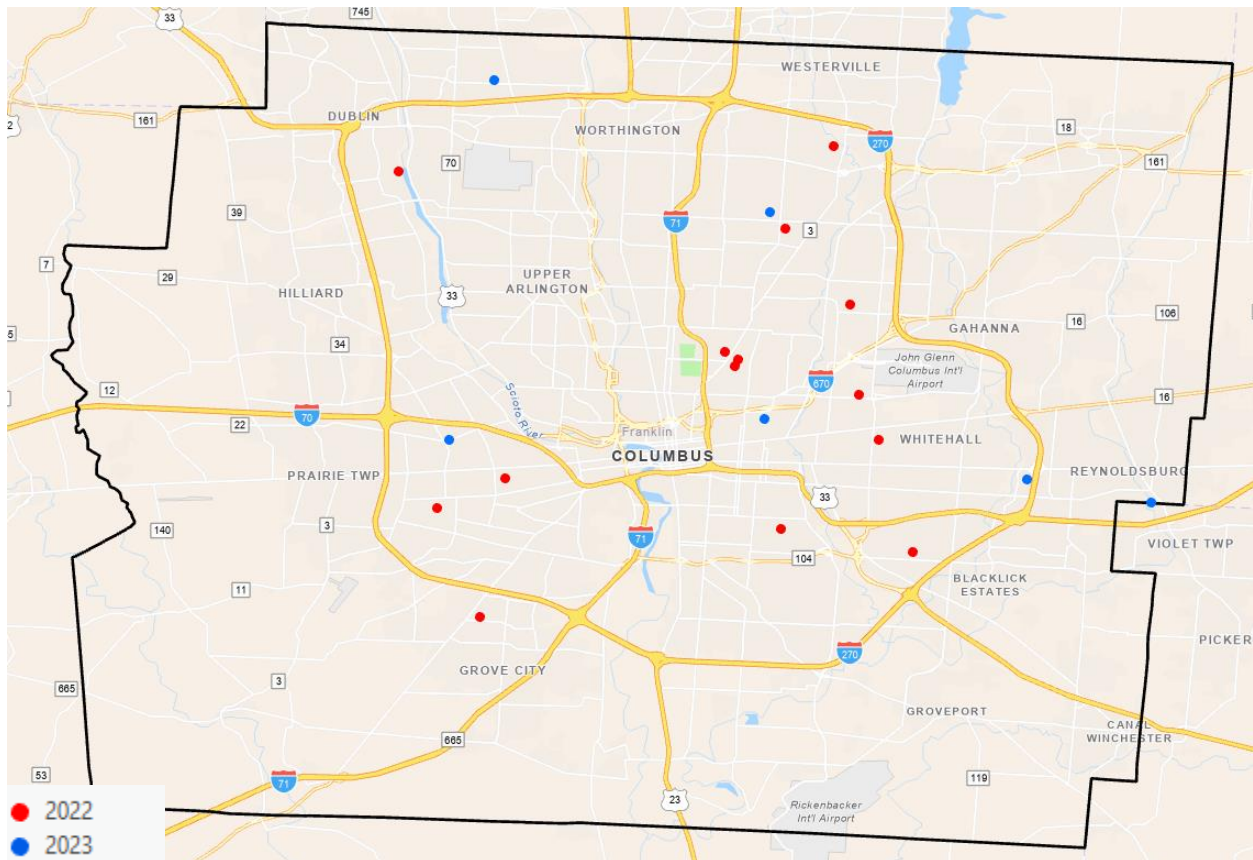 745
33
WESTERVILLE
161
2
DUBLIN
WORTHINGTON
18
270
70
161
39
71
3
7
29
UPPER
ARLINGTON
HILLIARD
33
106
16
GAHANNA
5
34
John Glenn
Columbus Int'l
Airport
670
12
Scioto River
16
70
22
Franklin
WHITEHALL
COLUMBUS
PRAIRIE TWP
REYNOLDSBURG
33
3
140
71
VIOLET TWP
104
11
BLACKLICK
ESTATES
PICKER
270
GROVE CITY
3
665
GROVEPORT
CANAL
WINCHESTER
665
53
71
119
23
Rickenbacker
Int'l Airport
2022
2023